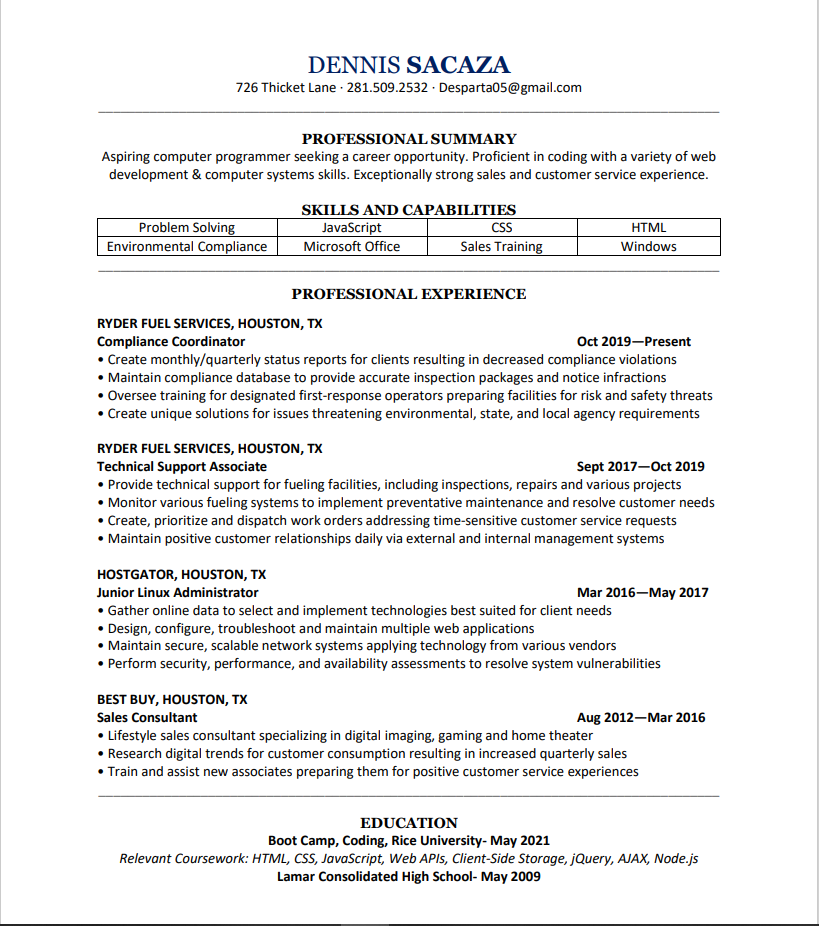 DENNIS SACAZA
726 Thicket Lane · 281.509.2532 · Desparta05@gmail.com
PROFESSIONAL SUMMARY
Aspiring computer programmer seeking a career opportunity. Proficient in coding with a variety of web
development & computer systems skills. Exceptionally strong sales and customer service experience.
SKILLS AND CAPABILITIES
Problem Solving JavaScript CSS HTML
Environmental Compliance Microsoft Office Sales Training Windows
PROFESSIONAL EXPERIENCE
RYDER FUEL SERVICES, HOUSTON, TX
Compliance Coordinator Oct 2019—Present
• Create monthly/quarterly status reports for clients resulting in decreased compliance violations
• Maintain compliance database to provide accurate inspection packages and notice infractions
• Oversee training for designated first-response operators preparing facilities for risk and safety threats
• Create unique solutions for issues threatening environmental, state, and local agency requirements
RYDER FUEL SERVICES, HOUSTON, TX
Technical Support Associate Sept 2017—Oct 2019
• Provide technical support for fueling facilities, including inspections, repairs and various projects
• Monitor various fueling systems to implement preventative maintenance and resolve customer needs
• Create, prioritize and dispatch work orders addressing time-sensitive customer service requests
• Maintain positive customer relationships daily via external and internal management systems
HOSTGATOR, HOUSTON, TX
Junior Linux Administrator Mar 2016—May 2017
• Gather online data to select and implement technologies best suited for client needs
• Design, configure, troubleshoot and maintain multiple web applications
• Maintain secure, scalable network systems applying technology from various vendors
• Perform security, performance, and availability assessments to resolve system vulnerabilities
BEST BUY, HOUSTON, TX
Sales Consultant Aug 2012—Mar 2016
• Lifestyle sales consultant specializing in digital imaging, gaming and home theater
• Research digital trends for customer consumption resulting in increased quarterly sales
• Train and assist new associates preparing them for positive customer service experiences
EDUCATION
Boot Camp, Coding, Rice University- May 2021
Relevant Coursework: HTML, CSS, JavaScript, Web APIs, Client-Side Storage, jQuery, AJAX, Node.js
Lamar Consolidated High School- May 2009